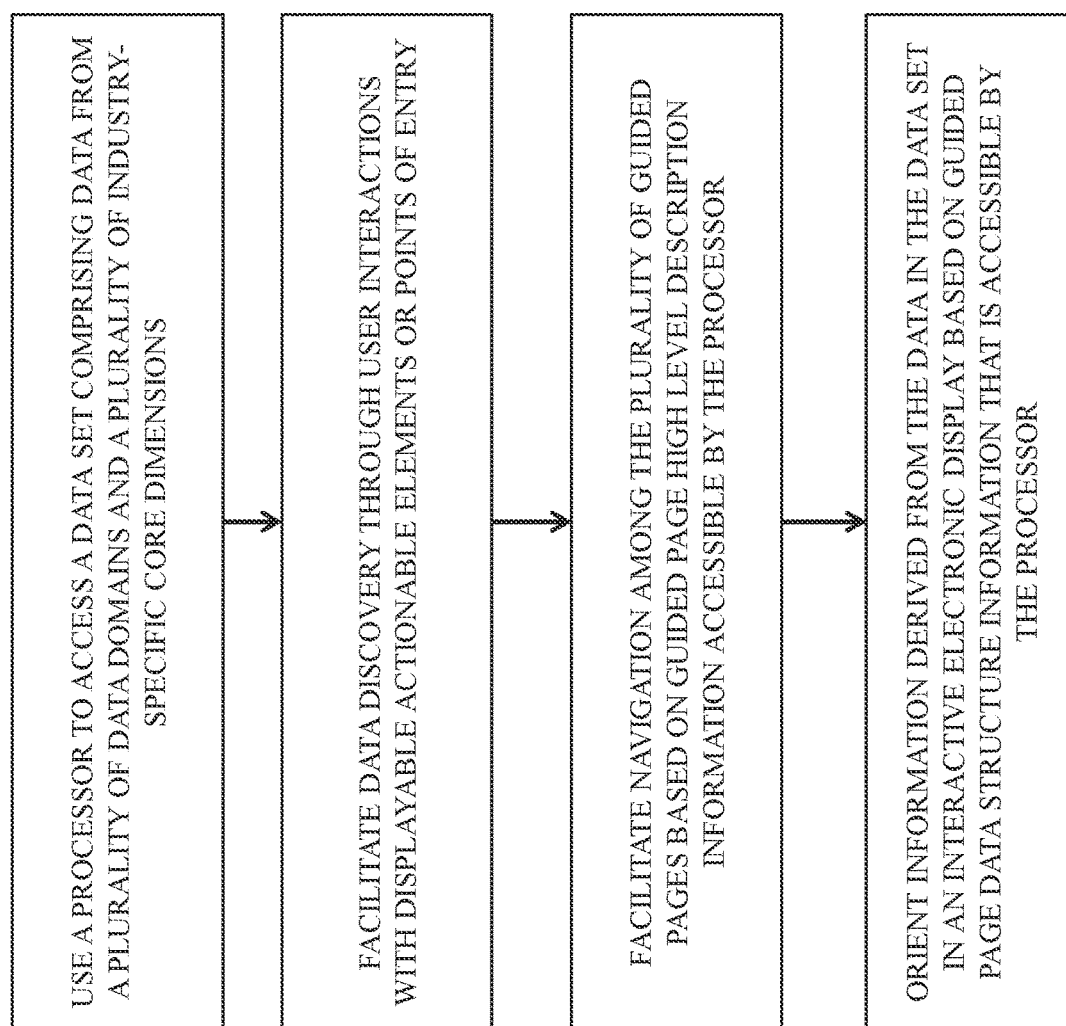 USE A PROCESSOR TO ACCESS A DATA SET COMPRISING DATA FROM
A PLURALITY OF DATA DOMAINS AND A PLURALITY OF INDUSTRY-
SPECIFIC CORE DIMENSIONS
FACILITATE DATA DISCOVERY THROUGH USER INTERACTIONS
WITH DISPLAYABLE ACTIONABLE ELEMENTS OR POINTS OF ENTRY
FACILITATE NAVIGATION AMONG THE PLURALITY OF GUIDED
PAGES BASED ON GUIDED PAGE HIGH LEVEL DESCRIPTION
INFORMATION ACCESSIBLE BY THE PROCESSOR
ORIENT INFORMATION DERIVED FROM THE DATA IN THE DATA SET
IN AN INTERACTIVE ELECTRONIC DISPLAY BASED ON GUIDED
PAGE DATA STRUCTURE INFORMATION THAT IS ACCESSIBLE BY
THE PROCESSOR